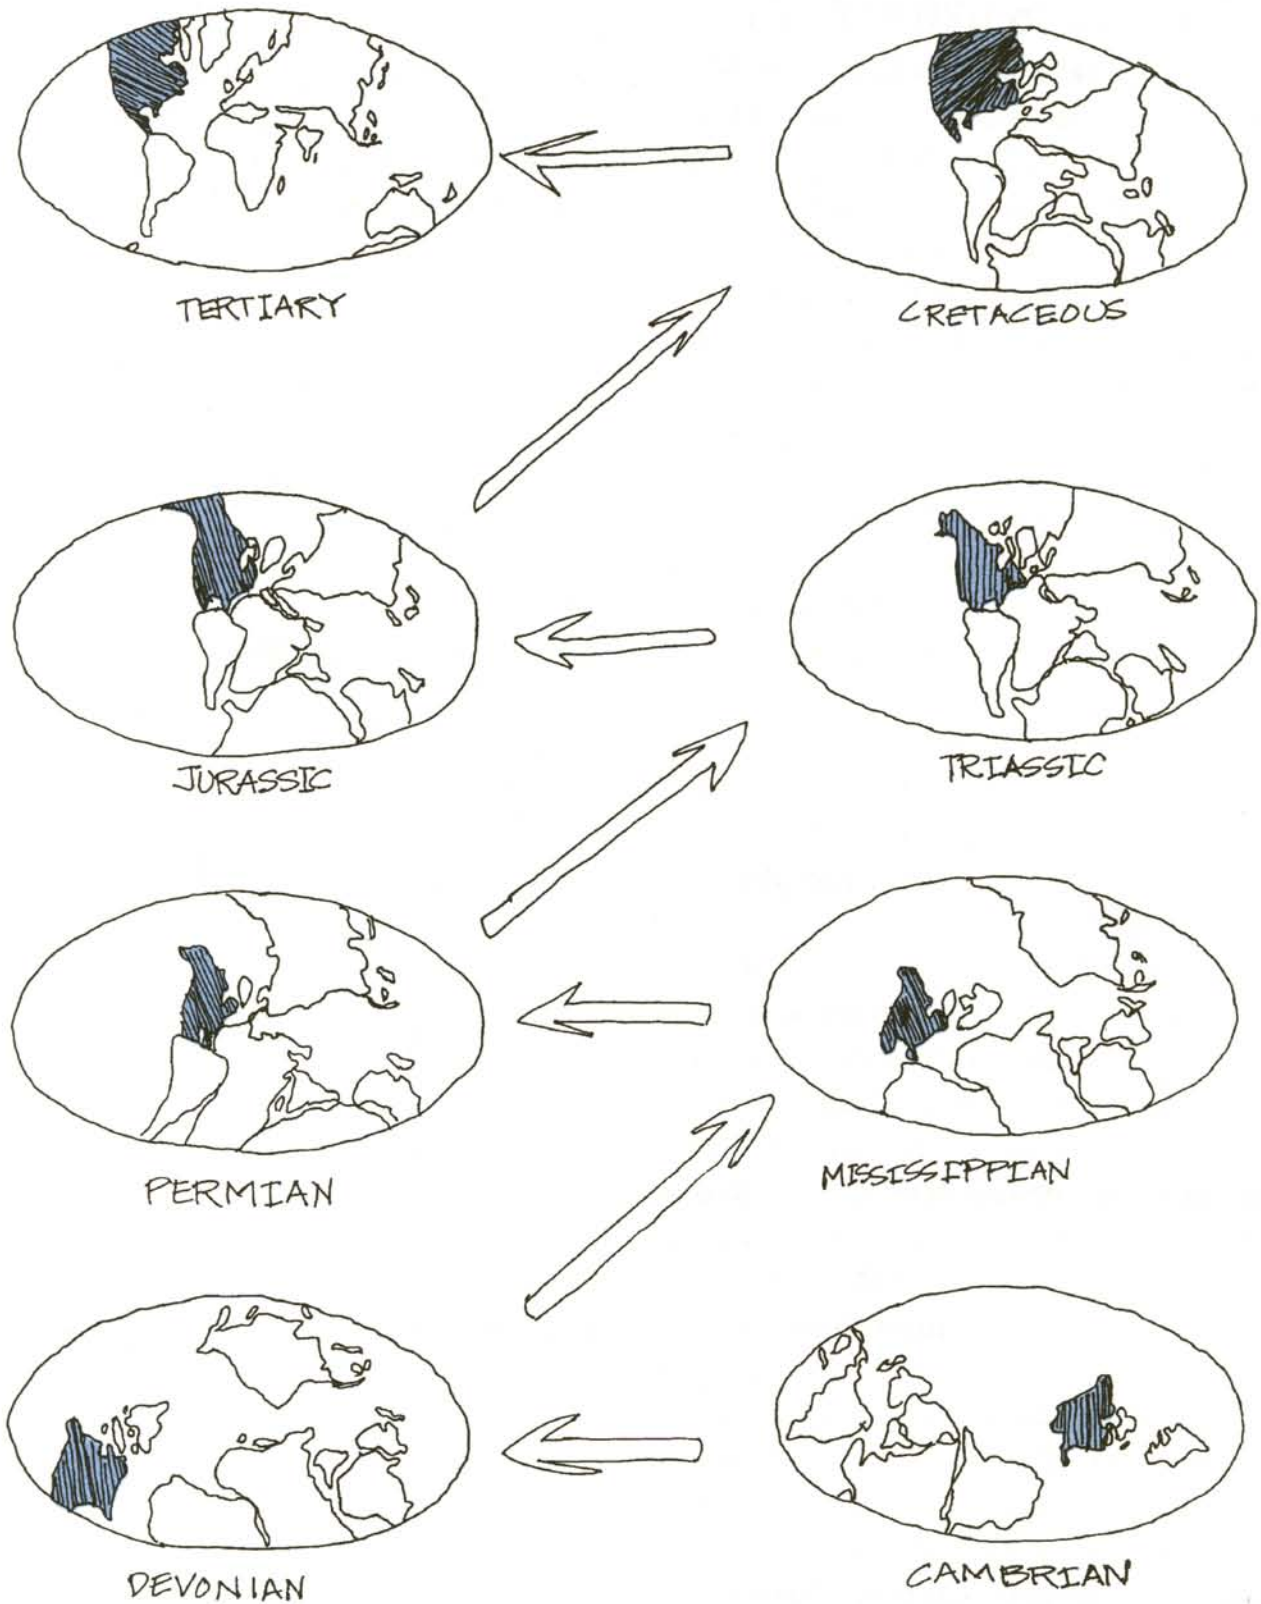 TERTIARY
CRETACEOUS
JURASSIC
TRIASSIC
PERMIAN
MISSISSIPPIAN
DEVONIAN
CAMBRIAN